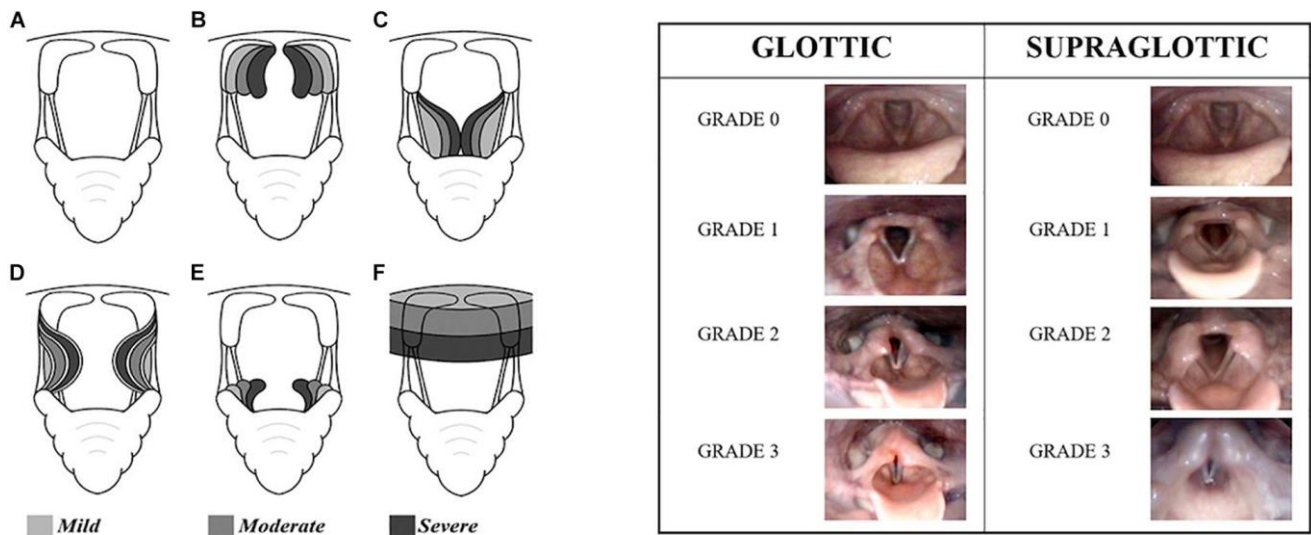 A
B
C
D
E
F
Mild
Moderate
Severe
GLOTTIC
SUPRAGLOTTIC
GRADE 0
GRADE 0
GRADE 1
GRADE 1
GRADE 2
GRADE 2
GRADE 3
GRADE 3